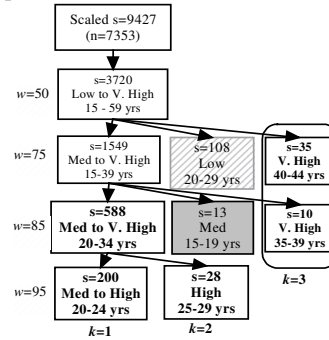 Scaled s=9427
(n=7353)
w=50
s=3720
Low to V. High
15 - 59 yrs
w=75
s=1549
Med to V. High
15-39 yrs
s=108
Low
20-29 yrs
s=35
V. High
40-44 yrs
w=85
s=588
Med to V. High
20-34 yrs
s=13
Med
15-19 yrs
s=10
V. High
35-39 yrs
w=95
s=200
Med to High
20-24 yrs
s=28
High
25-29 yrs
k=3
k=1
k=2